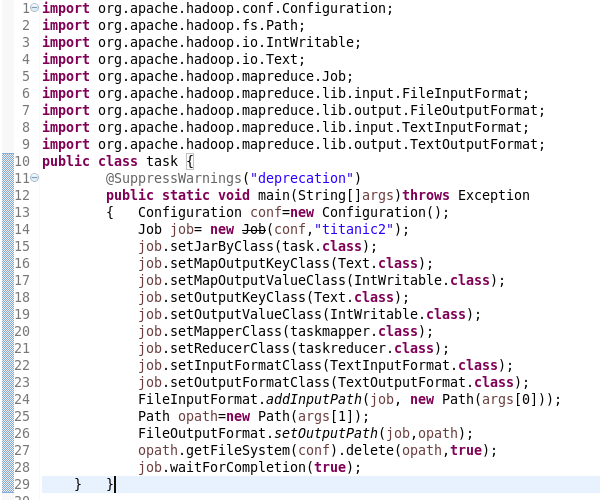 1 import org.apache.hadoop.conf.Configuration;
2 import org.apache.hadoop.fs.Path;
3 import org.apache.hadoop.io.IntWritable;
4 import org.apache.hadoop.io.Text;
5 import org.apache.hadoop.mapreduce.Job;
6 import org.apache.hadoop.mapreduce.lib.input.FileInputFormat;
7 import org.apache.hadoop.mapreduce.lib.output.FileOutputFormat;
8 import org.apache.hadoop.mapreduce.lib.input.TextInputFormat;
9 import org.apache.hadoop.mapreduce.lib.output.TextOutputFormat;
10 public class task {
11         @SuppressWarnings("deprecation")
12         public static void main(String[]args)throws Exception
13         {   Configuration conf=new Configuration();
14             Job job= new Job(conf,"titanic2");
15             job.setJarByClass(task.class);
16             job.setMapOutputKeyClass(Text.class);
17             job.setMapOutputValueClass(IntWritable.class);
18             job.setOutputKeyClass(Text.class);
19             job.setOutputValueClass(IntWritable.class);
20             job.setMapperClass(taskmapper.class);
21             job.setReducerClass(taskreducer.class);
22             job.setInputFormatClass(TextInputFormat.class);
23             job.setOutputFormatClass(TextOutputFormat.class);
24             FileInputFormat.addInputPath(job, new Path(args[0]));
25             Path opath=new Path(args[1]);
26             FileOutputFormat.setOutputPath(job,opath);
27             opath.getFileSystem(conf).delete(opath,true);
28             job.waitForCompletion(true);
29     }   }